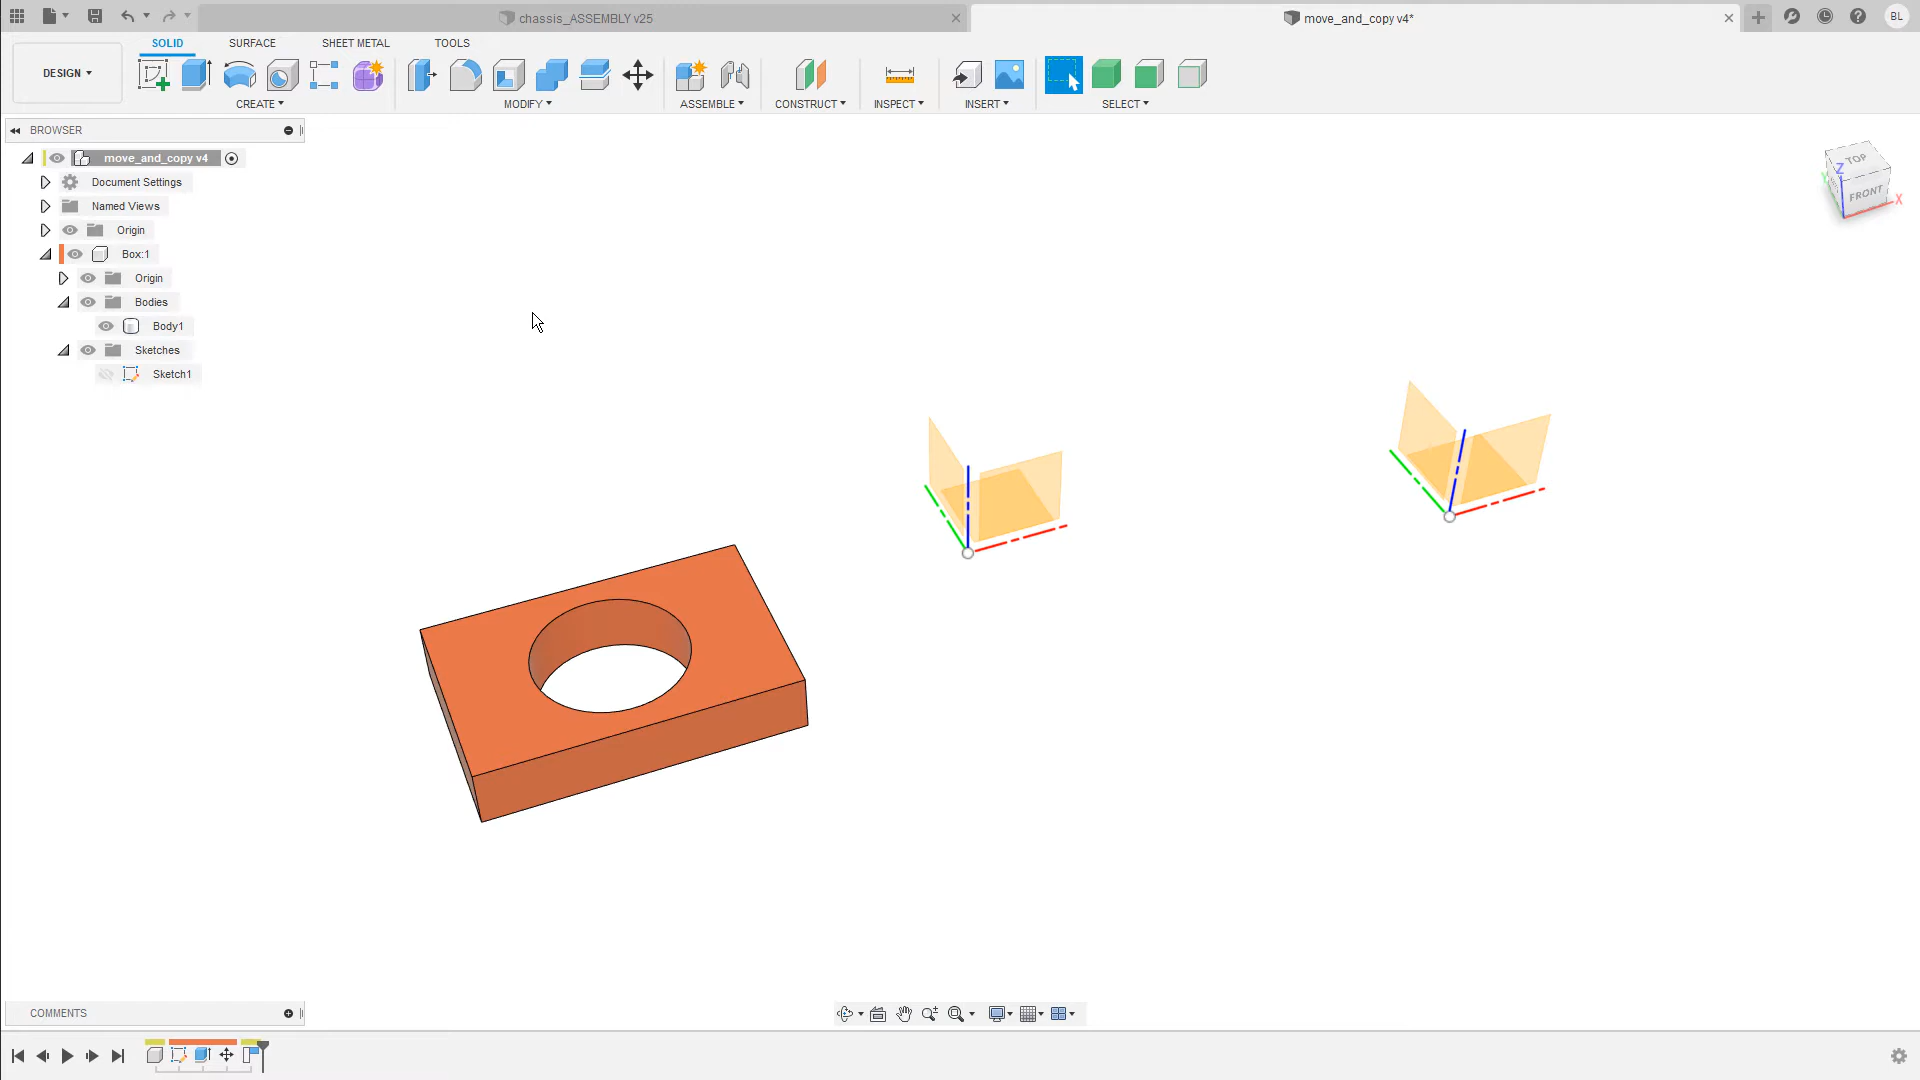 chassis_ASSEMBLY v25
move_and_copy v4*
BL
DESIGN
SOLID
SURFACE
SHEET METAL
TOOLS
CREATE
MODIFY
ASSEMBLE
CONSTRUCT
INSPECT
INSERT
SELECT
BROWSER
move_and_copy v4
Document Settings
Named Views
Origin
Box:1
Origin
Bodies
Body1
Sketches
Sketch1
TOP
FRONT
Z
Y
X
COMMENTS